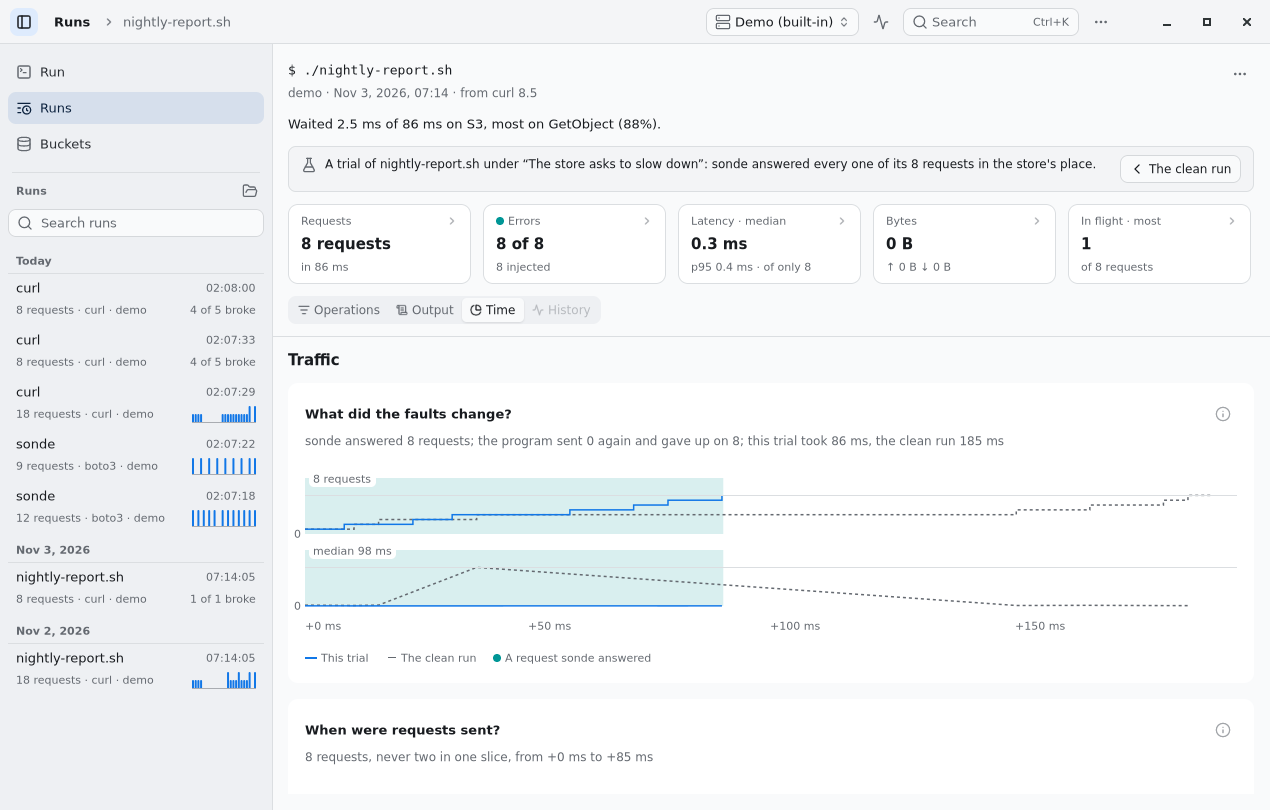 Runs
nightly-report.sh
Demo (built-in)
Search
Ctrl+K
Run
Runs
Buckets
Runs
Search runs
Today
curl 02:08:00
8 requests · curl · demo 4 of 5 broke
curl 02:07:33
8 requests · curl · demo 4 of 5 broke
curl 02:07:29
18 requests · curl · demo
sonde 02:07:22
9 requests · boto3 · demo
sonde 02:07:18
12 requests · boto3 · demo
Nov 3, 2026
nightly-report.sh 07:14:05
8 requests · curl · demo 1 of 1 broke
Nov 2, 2026
nightly-report.sh 07:14:05
18 requests · curl · demo
$ ./nightly-report.sh
demo · Nov 3, 2026, 07:14 · from curl 8.5
Waited 2.5 ms of 86 ms on S3, most on GetObject (88%).
A trial of nightly-report.sh under “The store asks to slow down”: sonde answered every one of its 8 requests in the store's place.
The clean run
Requests
8 requests
in 86 ms
Errors
8 of 8
8 injected
Latency · median
0.3 ms
p95 0.4 ms · of only 8
Bytes
0 B
↑ 0 B ↓ 0 B
In flight · most
1
of 8 requests
Operations
Output
Time
History
Traffic
What did the faults change?
sonde answered 8 requests; the program sent 0 again and gave up on 8; this trial took 86 ms, the clean run 185 ms
8 requests
0
median 98 ms
0
+0 ms +50 ms +100 ms +150 ms
This trial The clean run A request sonde answered
When were requests sent?
8 requests, never two in one slice, from +0 ms to +85 ms